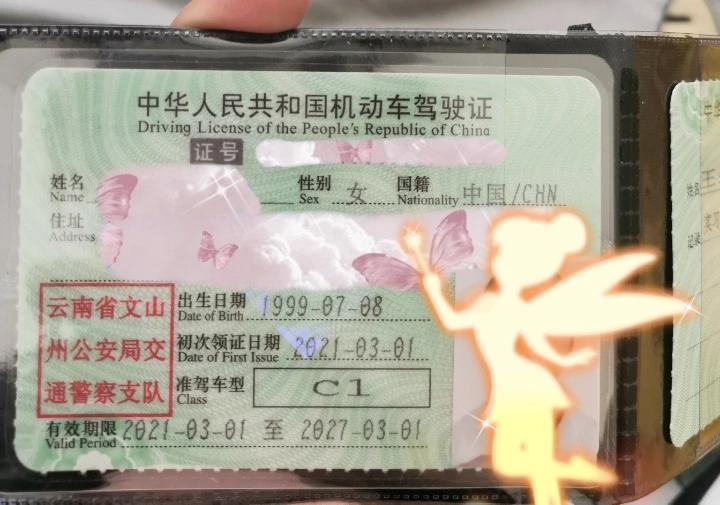 中华人民共和国机动车驾驶证
Driving License of the People's Republic of China
证号
姓名
Name
性别 女
Sex
国籍 中国/CHN
Nationality
住址
Address
云南省文山
州公安局交
通警察支队
出生日期 1999-07-08
Date of Birth
初次领证日期 2021-03-01
Date of First Issue
准驾车型 C1
Class
有效期限 2021-03-01 至 2027-03-01
Valid Period
姓名
记录